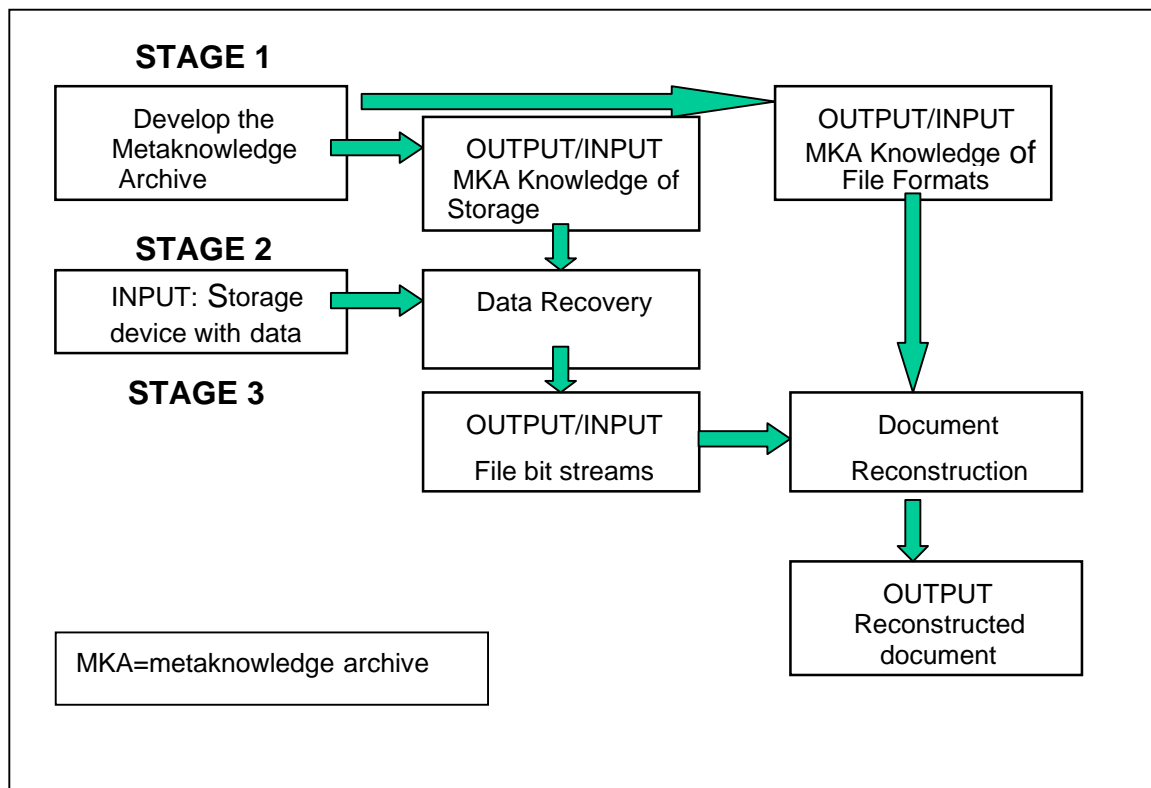 STAGE 1
Develop the
Metaknowledge
Archive
OUTPUT/INPUT
MKA Knowledge of
Storage
OUTPUT/INPUT
MKA Knowledge of
File Formats
STAGE 2
INPUT: Storage
device with data
Data Recovery
STAGE 3
OUTPUT/INPUT
File bit streams
Document
Reconstruction
OUTPUT
Reconstructed
document
MKA=metaknowledge archive